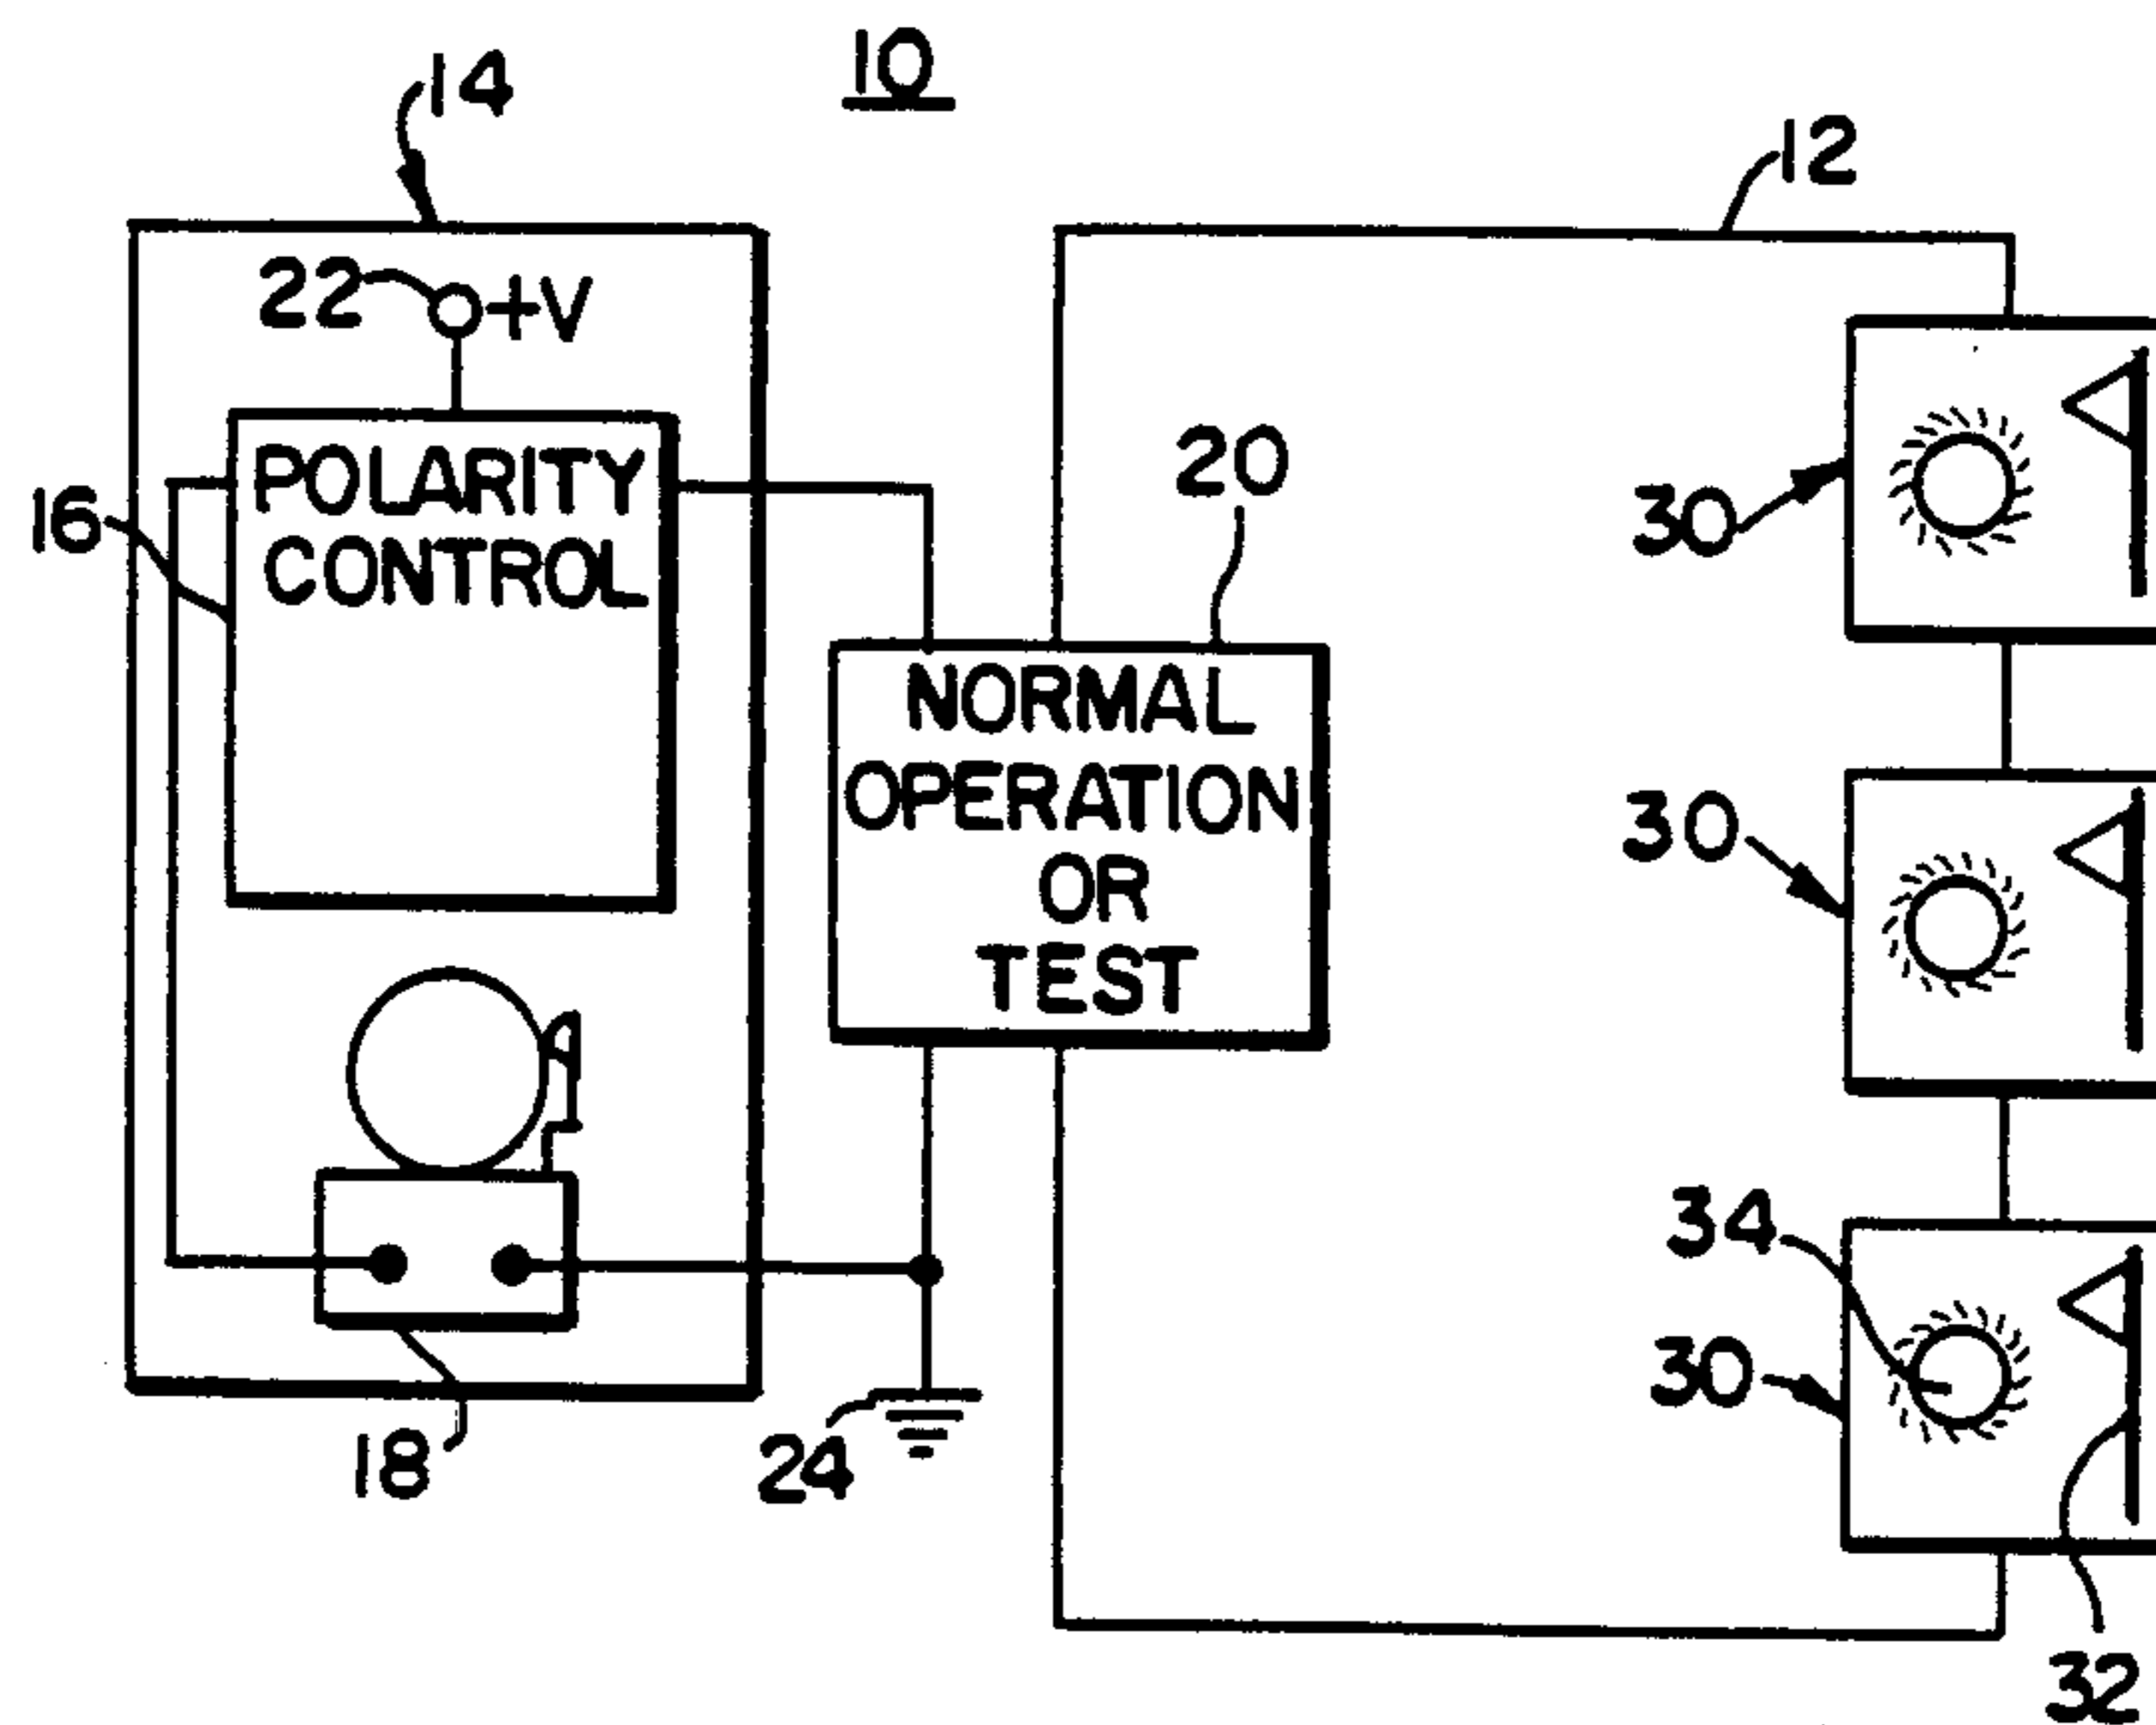 10
14
12
22 +V
POLARITY
CONTROL
16
20
30
NORMAL
OPERATION
OR
TEST
30
34
30
18
24
32